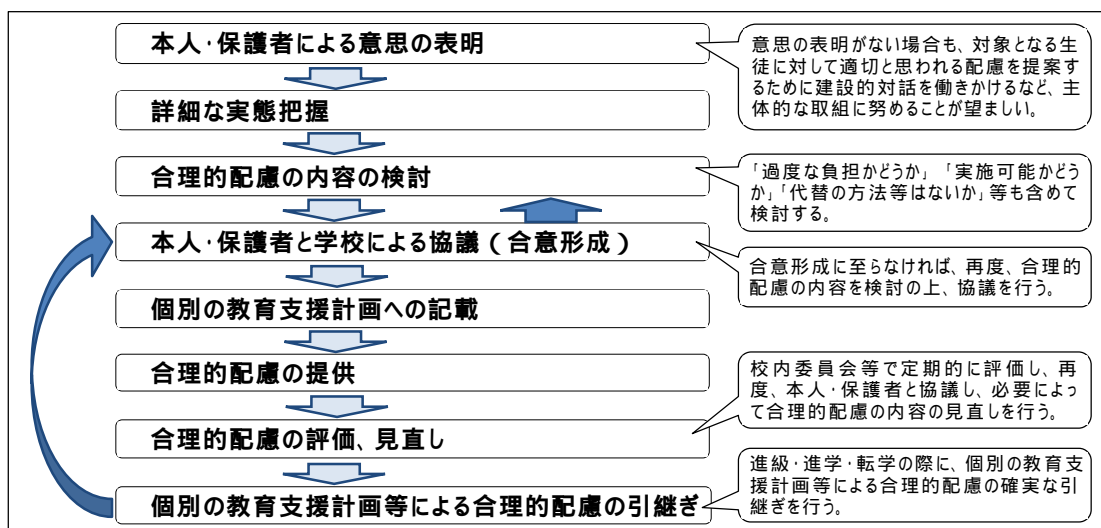 本人・保護者による意思の表明
意思の表明がない場合も、対象となる生
徒に対して適切と思われる配慮を提案す
るために建設的対話を働きかけるなど、主
体的な取組に努めることが望ましい。
詳細な実態把握
合理的配慮の内容の検討
「過度な負担かどうか」「実施可能かどう
か」「代替の方法等はないか」等も含めて
検討する。
本人・保護者と学校による協議(合意形成)
合意形成に至らなければ、再度、合理的
配慮の内容を検討の上、協議を行う。
個別の教育支援計画への記載
合理的配慮の提供
校内委員会等で定期的に評価し、再
度、本人・保護者と協議し、必要によっ
て合理的配慮の内容の見直しを行う。
合理的配慮の評価、見直し
進級・進学・転学の際に、個別の教育支
援計画等による合理的配慮の確実な引
継ぎを行う。
個別の教育支援計画等による合理的配慮の引継ぎ